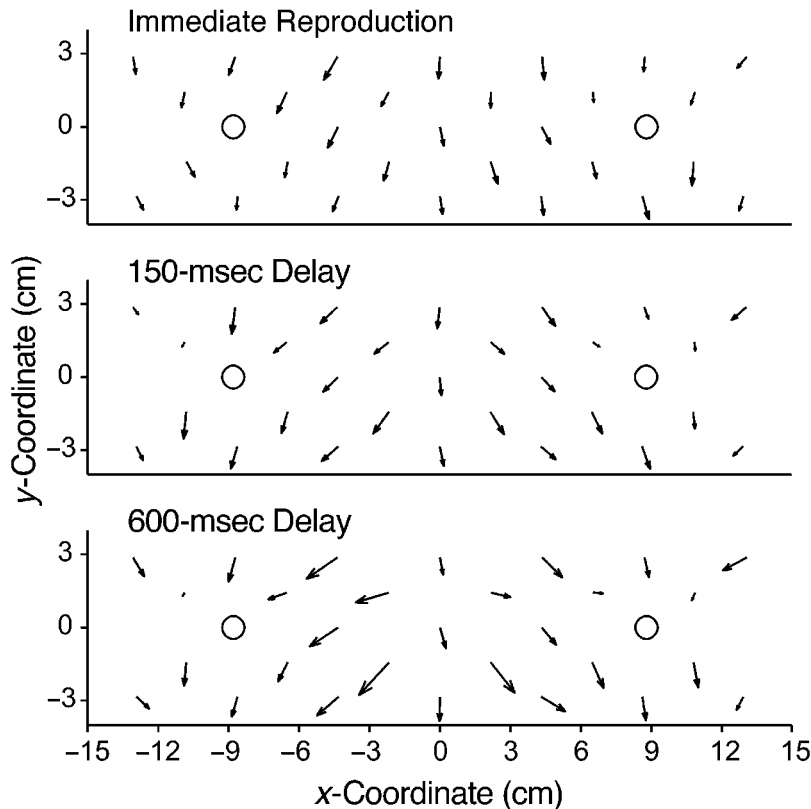 Immediate Reproduction
3
0
−3
150-msec Delay
3
0
−3
y-Coordinate (cm)
600-msec Delay
3
0
−3
−15 −12 −9 −6 −3 0 3 6 9 12 15
x-Coordinate (cm)